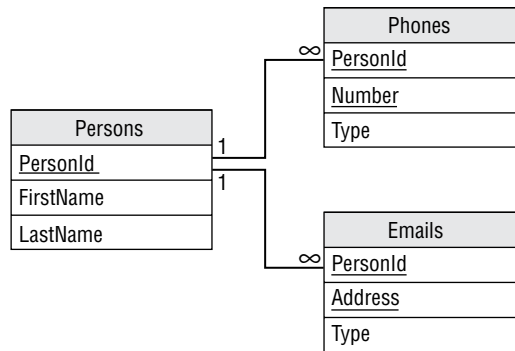 Phones
∞
PersonId
Number
Type
Persons
1
PersonId
1
FirstName
LastName
Emails
∞
PersonId
Address
Type